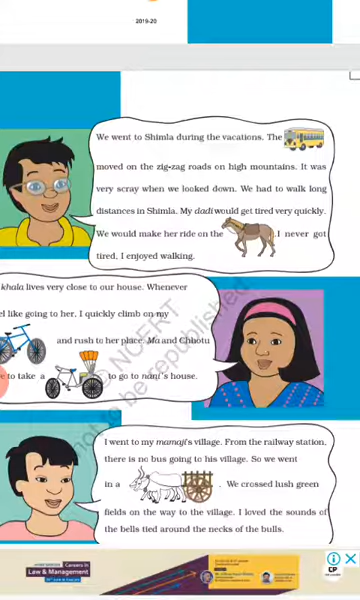 2019-20
We went to Shimla during the vacations. The
moved on the zig-zag roads on high mountains. It was
very scray when we looked down. We had to walk long
distances in Shimla. My dadi would get tired very quickly.
We would make her ride on the . I never got
tired, I enjoyed walking.
khala lives very close to our house. Whenever
el like going to her, I quickly climb on my
and rush to her place. Ma and Chhotu
e to take a to go to nani's house.
© NCERT
not to be republished
I went to my mamaji's village. From the railway station,
there is no bus going to his village. So we went
in a . We crossed lush green
fields on the way to the village. I loved the sounds of
the bells tied around the necks of the bulls.
Careers in
Law & Management
CP